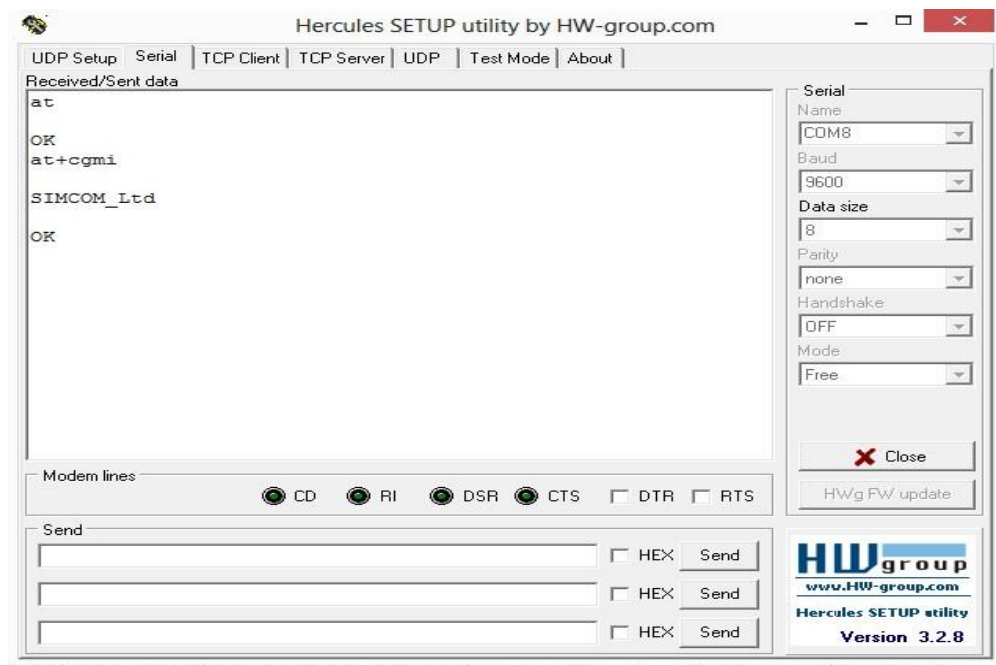 Hercules SETUP utility by HW-group.com
UDP Setup Serial TCP Client TCP Server UDP Test Mode About
Received/Sent data
at
OK
at+cgmi
SIMCOM_Ltd
OK
Serial
Name
COM8
Baud
9600
Data size
8
Parity
none
Handshake
OFF
Mode
Free
Close
HWg FW update
Modem lines
CD RI DSR CTS DTR RTS
Send
HEX Send
HEX Send
HEX Send
HW group
www.HW-group.com
Hercules SETUP utility
Version 3.2.8